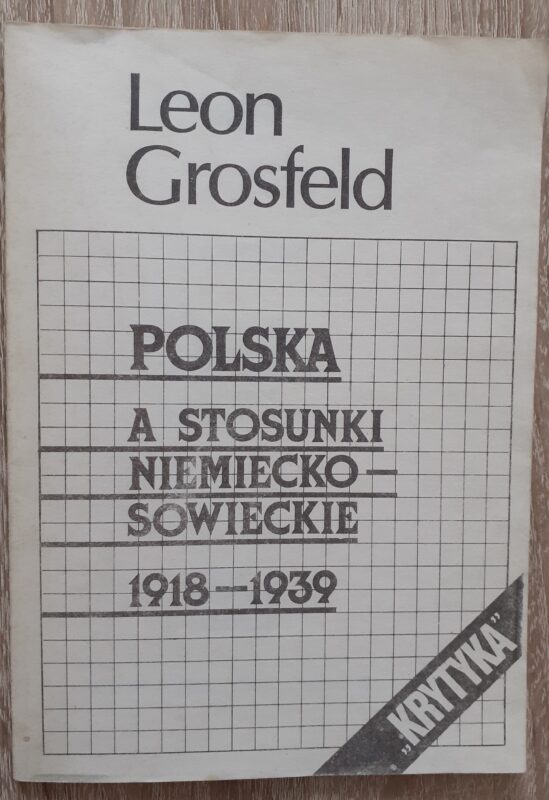 Leon
Grosfeld
POLSKA
A STOSUNKI
NIEMIECKO—
SOWIECKIE
1918—1939
„KRYTYKA”